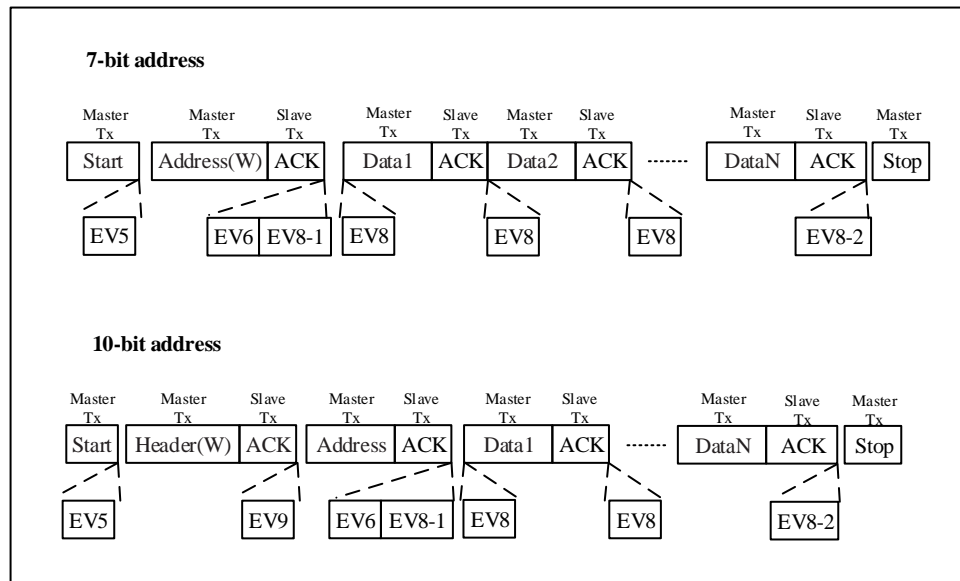 7-bit address
Master Master Slave Master Slave Master Slave Master Slave Master
Tx Tx Tx Tx Tx Tx Tx Tx Tx Tx
Start Address(W) ACK Data1 ACK Data2 ACK ........ DataN ACK Stop
EV5 EV6 EV8-1 EV8 EV8 EV8 EV8-2
10-bit address
Master Master Slave Master Slave Master Slave Master Slave Master
Tx Tx Tx Tx Tx Tx Tx Tx Tx Tx
Start Header(W) ACK Address ACK Data1 ACK ........ DataN ACK Stop
EV5 EV9 EV6 EV8-1 EV8 EV8 EV8-2